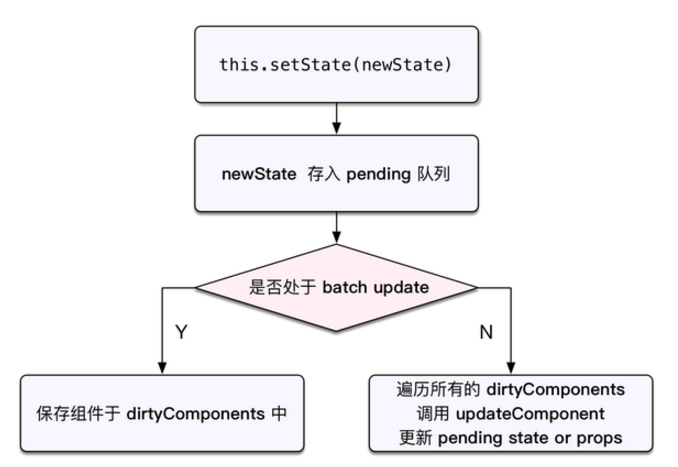 this.setState(newState)
newState 存入 pending 队列
是否处于 batch update
Y
N
保存组件于 dirtyComponents 中
遍历所有的 dirtyComponents
调用 updateComponent
更新 pending state or props